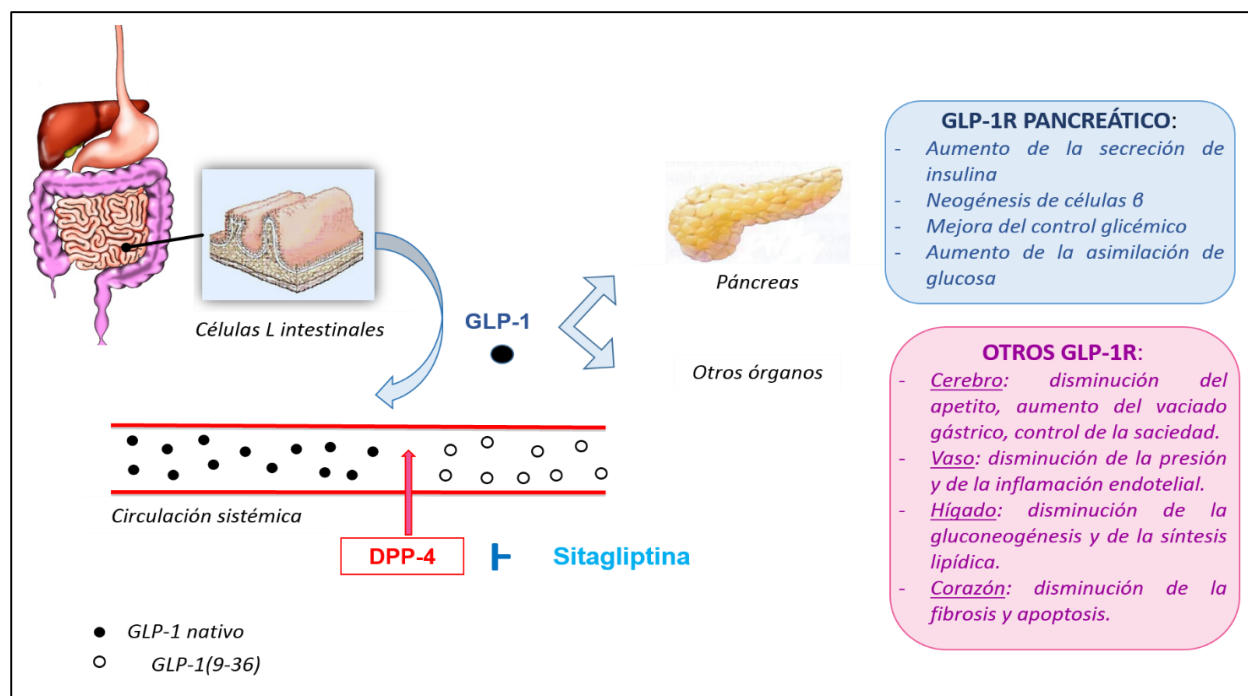 GLP-1R PANCREÁTICO:
- Aumento de la secreción de
insulina
- Neogénesis de células β
- Mejora del control glicémico
- Aumento de la asimilación de
glucosa
Células L intestinales
GLP-1
Páncreas
Otros órganos
OTROS GLP-1R:
- Cerebro: disminución del
apetito, aumento del vaciado
gástrico, control de la saciedad.
- Vaso: disminución de la presión
y de la inflamación endotelial.
- Hígado: disminución de la
gluconeogénesis y de la síntesis
lipídica.
- Corazón: disminución de la
fibrosis y apoptosis.
Circulación sistémica
DPP-4
Sitagliptina
GLP-1 nativo
GLP-1(9-36)